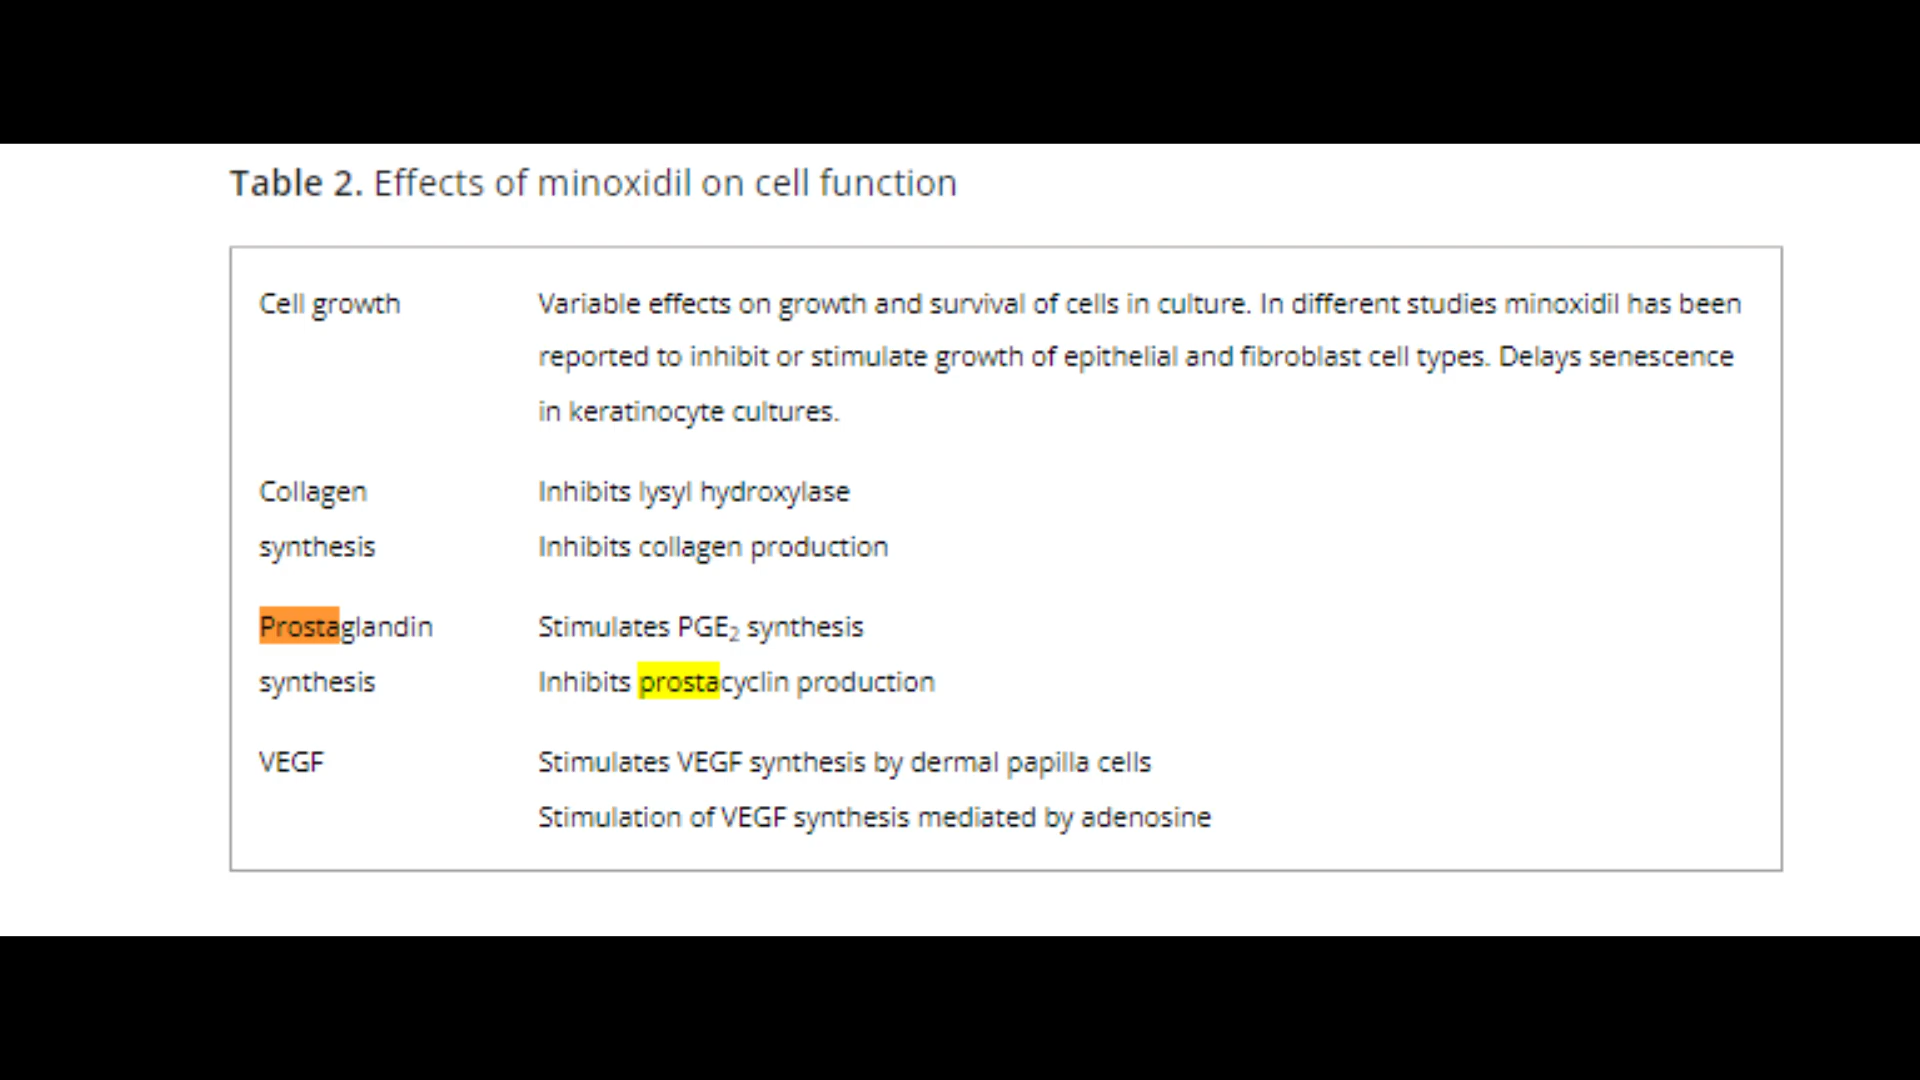 Table 2. Effects of minoxidil on cell function
Cell growth
Variable effects on growth and survival of cells in culture. In different studies minoxidil has been
reported to inhibit or stimulate growth of epithelial and fibroblast cell types. Delays senescence
in keratinocyte cultures.
Collagen
synthesis
Inhibits lysyl hydroxylase
Inhibits collagen production
Prostaglandin
synthesis
Stimulates PGE₂ synthesis
Inhibits prostacyclin production
VEGF
Stimulates VEGF synthesis by dermal papilla cells
Stimulation of VEGF synthesis mediated by adenosine